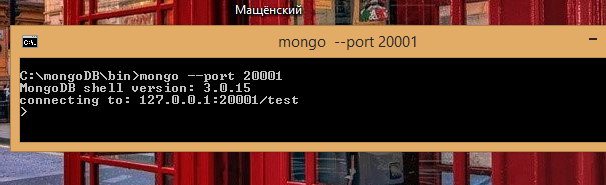 Мащёнский
mongo --port 20001
C:\mongoDB\bin>mongo --port 20001
MongoDB shell version: 3.0.15
connecting to: 127.0.0.1:20001/test
>